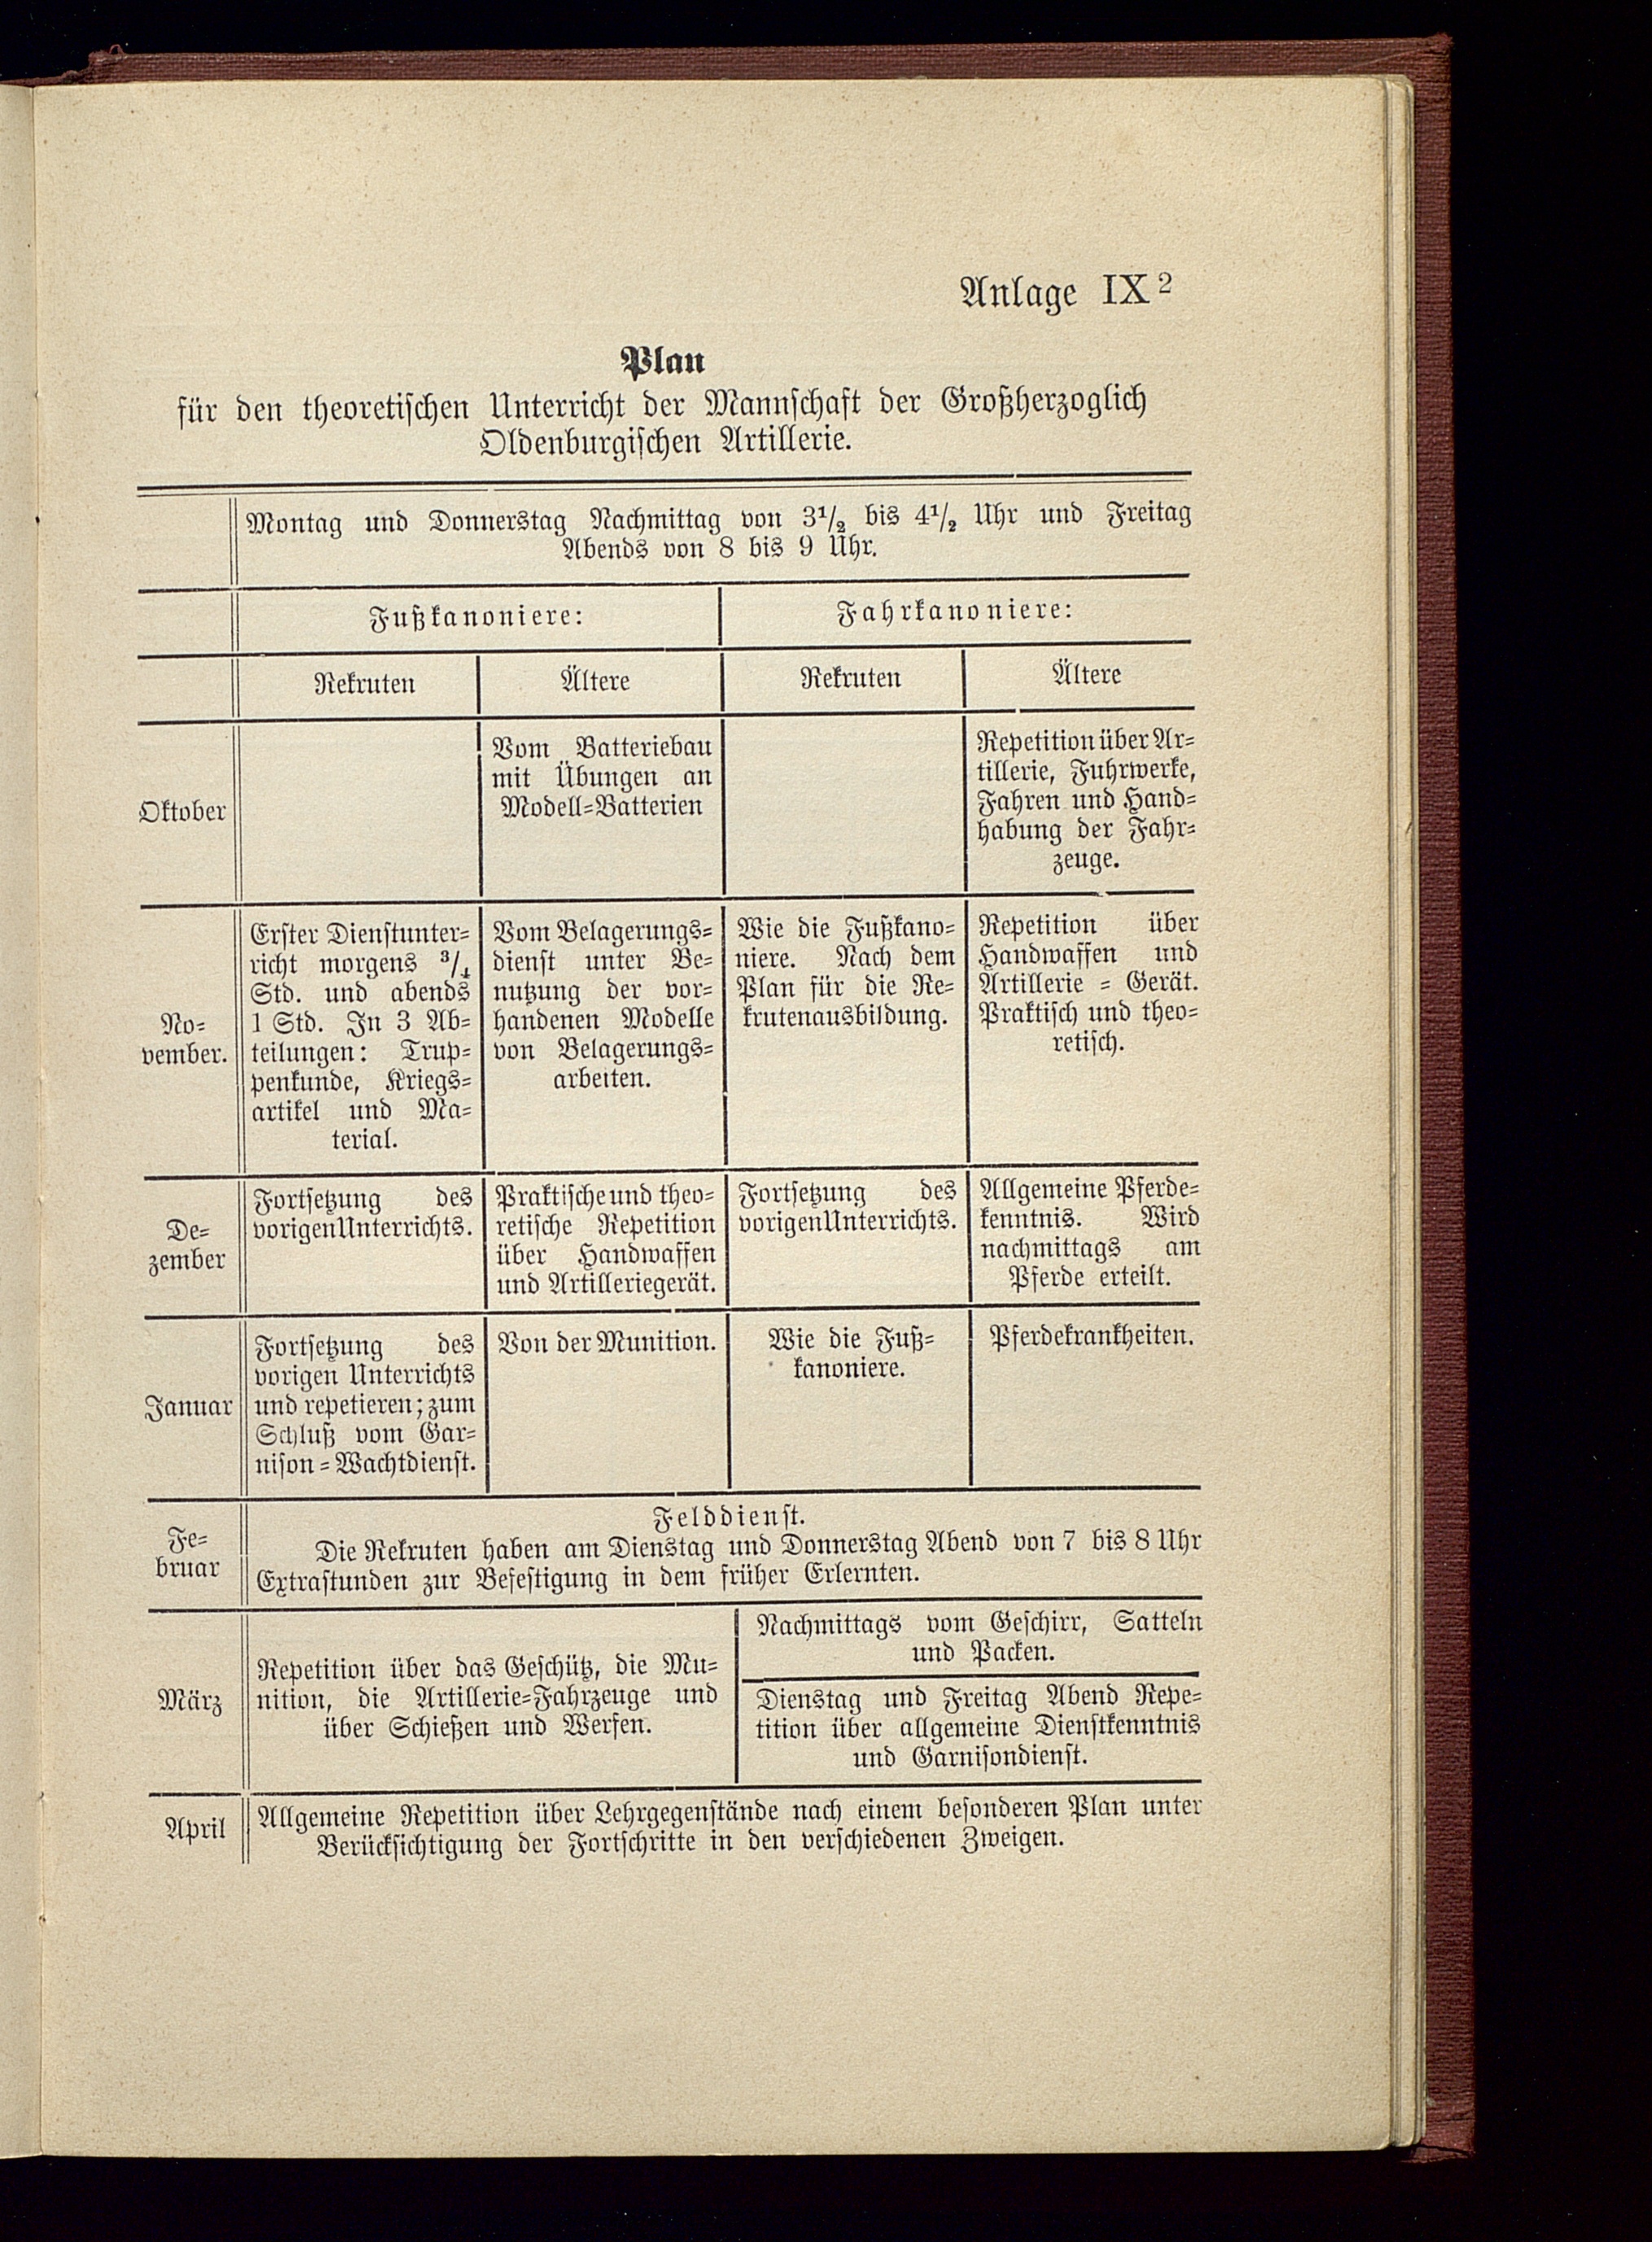 Anlage IX²
Plan
für den theoretischen Unterricht der Mannschaft der Großherzoglich
Oldenburgischen Artillerie.
Montag und Donnerstag Nachmittag von 3¹/₂ bis 4¹/₂ Uhr und Freitag
Abends von 8 bis 9 Uhr.
Fußkanoniere:
Fahrkanoniere:
Rekruten
Ältere
Rekruten
Ältere
Oktober
Vom Batteriebau
mit Übungen an
Modell=Batterien
Repetition über Ar=
tillerie, Fuhrwerke,
Fahren und Hand=
habung der Fahr=
zeuge.
No=
vember.
Erster Dienstunter=
richt morgens ³/₄
Std. und abends
1 Std. In 3 Ab=
teilungen: Trup=
penkunde, Kriegs=
artikel und Ma=
terial.
Vom Belagerungs=
dienst unter Be=
nutzung der vor=
handenen Modelle
von Belagerungs=
arbeiten.
Wie die Fußkano=
niere. Nach dem
Plan für die Re=
krutenausbildung.
Repetition über
Handwaffen und
Artillerie = Gerät.
Praktisch und theo=
retisch.
De=
zember
Fortsetzung des
vorigen Unterrichts.
Praktische und theo=
retische Repetition
über Handwaffen
und Artilleriegerät.
Fortsetzung des
vorigen Unterrichts.
Allgemeine Pferde=
kenntnis. Wird
nachmittags am
Pferde erteilt.
Januar
Fortsetzung des
vorigen Unterrichts
und repetieren; zum
Schluß vom Gar=
nison = Wachtdienst.
Von der Munition.
Wie die Fuß=
kanoniere.
Pferdekrankheiten.
Fe=
bruar
Felddienst.
Die Rekruten haben am Dienstag und Donnerstag Abend von 7 bis 8 Uhr
Extrastunden zur Befestigung in dem früher Erlernten.
März
Repetition über das Geschütz, die Mu=
nition, die Artillerie=Fahrzeuge und
über Schießen und Werfen.
Nachmittags vom Geschirr, Satteln
und Packen.
Dienstag und Freitag Abend Repe=
tition über allgemeine Dienstkenntnis
und Garnisondienst.
April
Allgemeine Repetition über Lehrgegenstände nach einem besonderen Plan unter
Berücksichtigung der Fortschritte in den verschiedenen Zweigen.